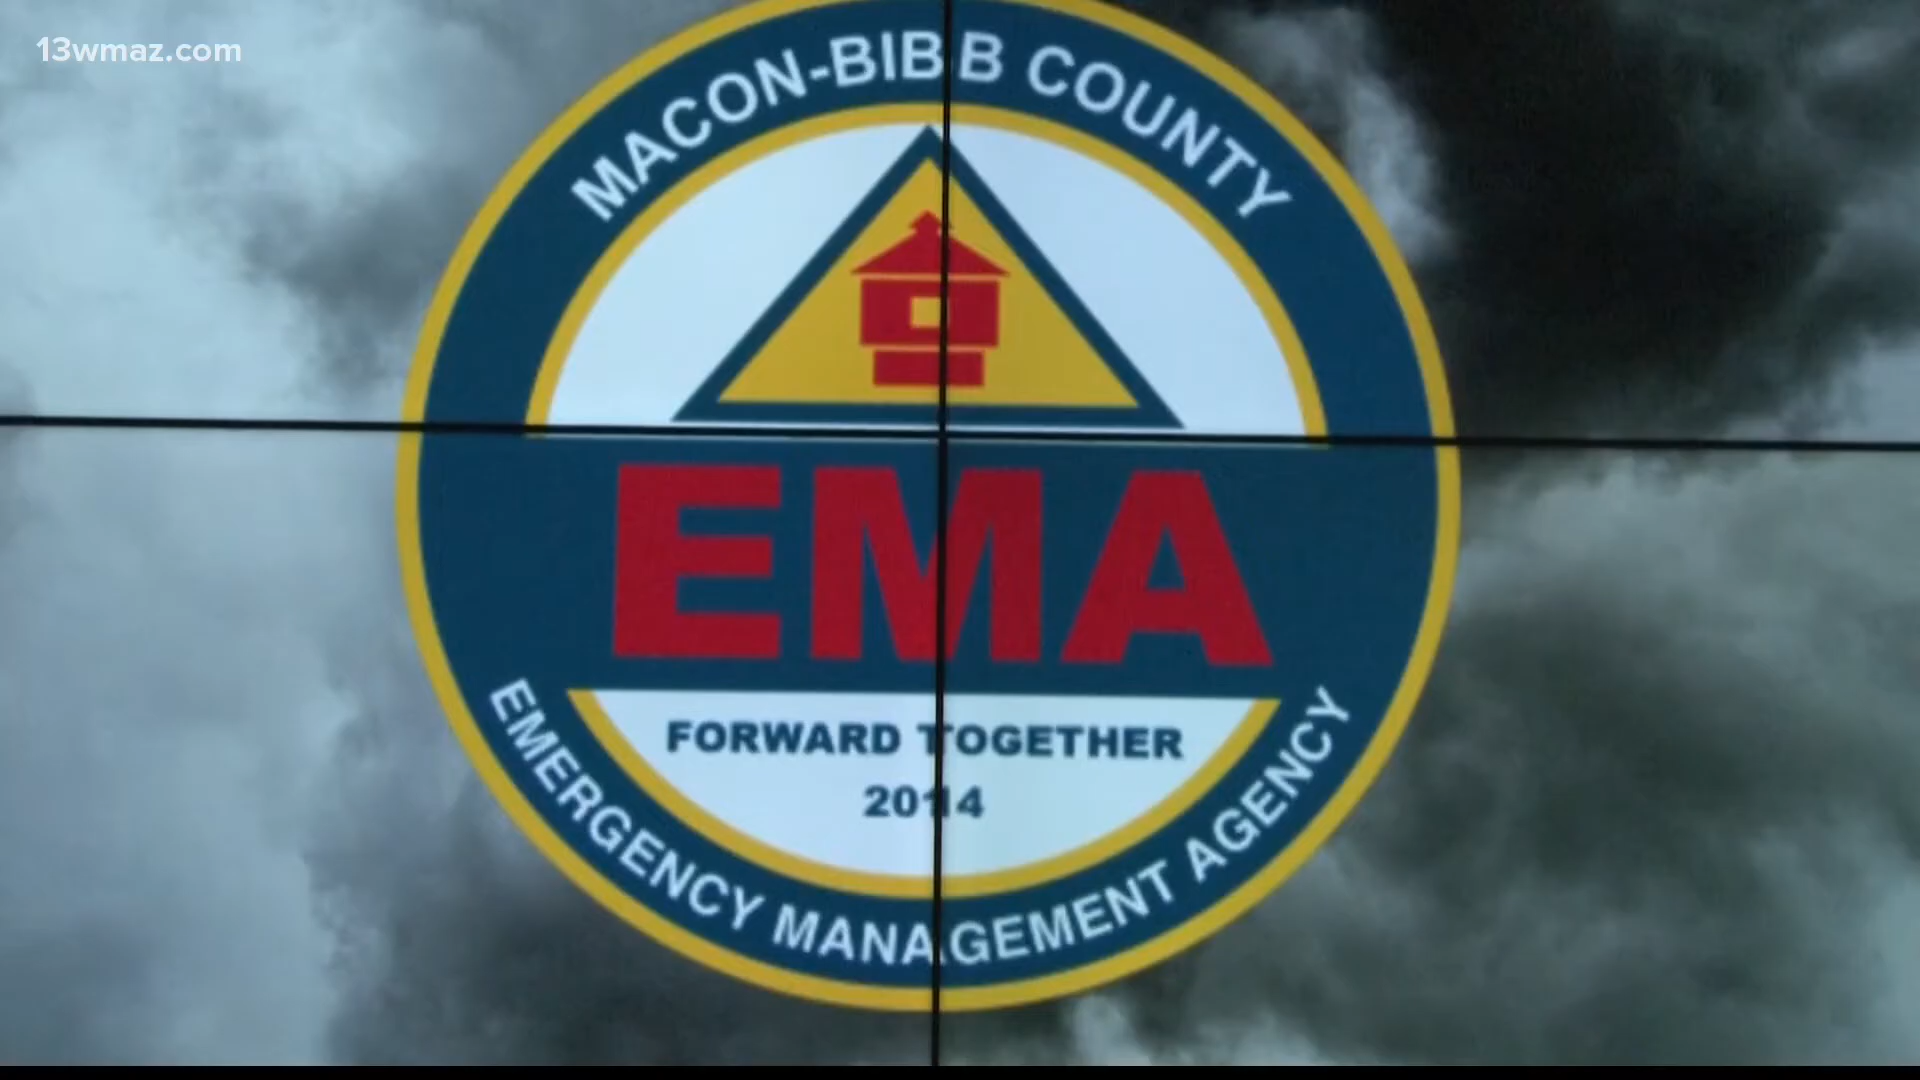 13wmaz.com
MACON-BIBB COUNTY
EMA
FORWARD TOGETHER
2014
EMERGENCY MANAGEMENT AGENCY